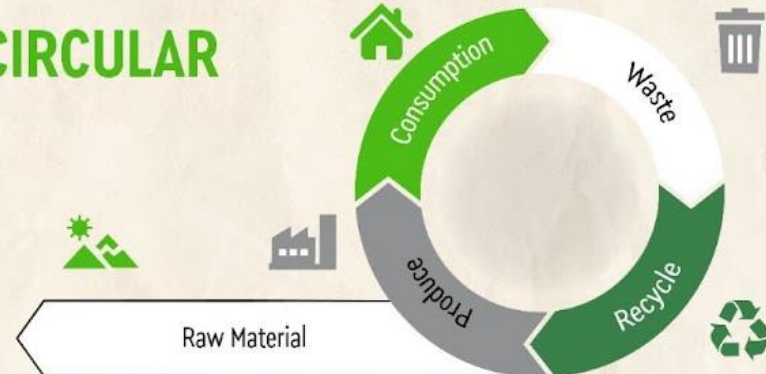 CIRCULAR
Consumption
Waste
Recycle
Produce
Raw Material